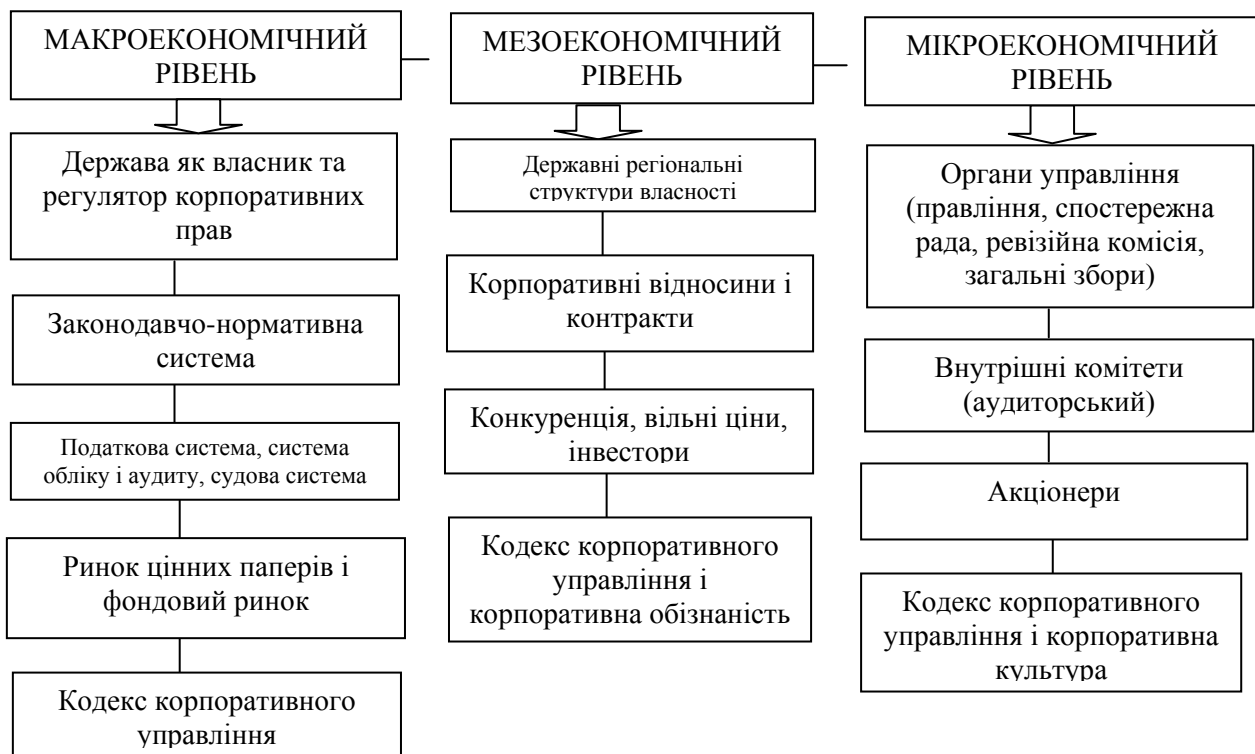 МАКРОЕКОНОМІЧНИЙ
РІВЕНЬ
Держава як власник та
регулятор корпоративних
прав
Законодавчо-нормативна
система
Податкова система, система
обліку і аудиту, судова система
Ринок цінних паперів і
фондовий ринок
Кодекс корпоративного
управління
МЕЗОЕКОНОМІЧНИЙ
РІВЕНЬ
Державні регіональні
структури власності
Корпоративні відносини і
контракти
Конкуренція, вільні ціни,
інвестори
Кодекс корпоративного
управління і
корпоративна обізнаність
МІКРОЕКОНОМІЧНИЙ
РІВЕНЬ
Органи управління
(правління, спостережна
рада, ревізійна комісія,
загальні збори)
Внутрішні комітети
(аудиторський)
Акціонери
Кодекс корпоративного
управління і корпоративна
культура